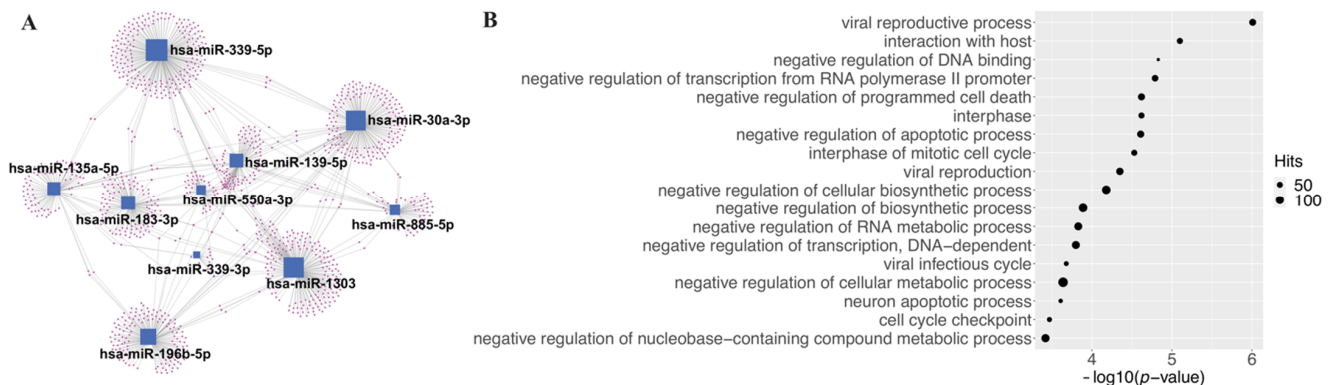 A
hsa-miR-339-5p
hsa-miR-30a-3p
hsa-miR-139-5p
hsa-miR-135a-5p
hsa-miR-550a-3p
hsa-miR-183-3p
hsa-miR-885-5p
hsa-miR-339-3p
hsa-miR-1303
hsa-miR-196b-5p
B
viral reproductive process
interaction with host
negative regulation of DNA binding
negative regulation of transcription from RNA polymerase II promoter
negative regulation of programmed cell death
interphase
negative regulation of apoptotic process
interphase of mitotic cell cycle
viral reproduction
negative regulation of cellular biosynthetic process
negative regulation of biosynthetic process
negative regulation of RNA metabolic process
negative regulation of transcription, DNA−dependent
viral infectious cycle
negative regulation of cellular metabolic process
neuron apoptotic process
cell cycle checkpoint
negative regulation of nucleobase−containing compound metabolic process
4 5 6
−log10(p−value)
Hits
50
100